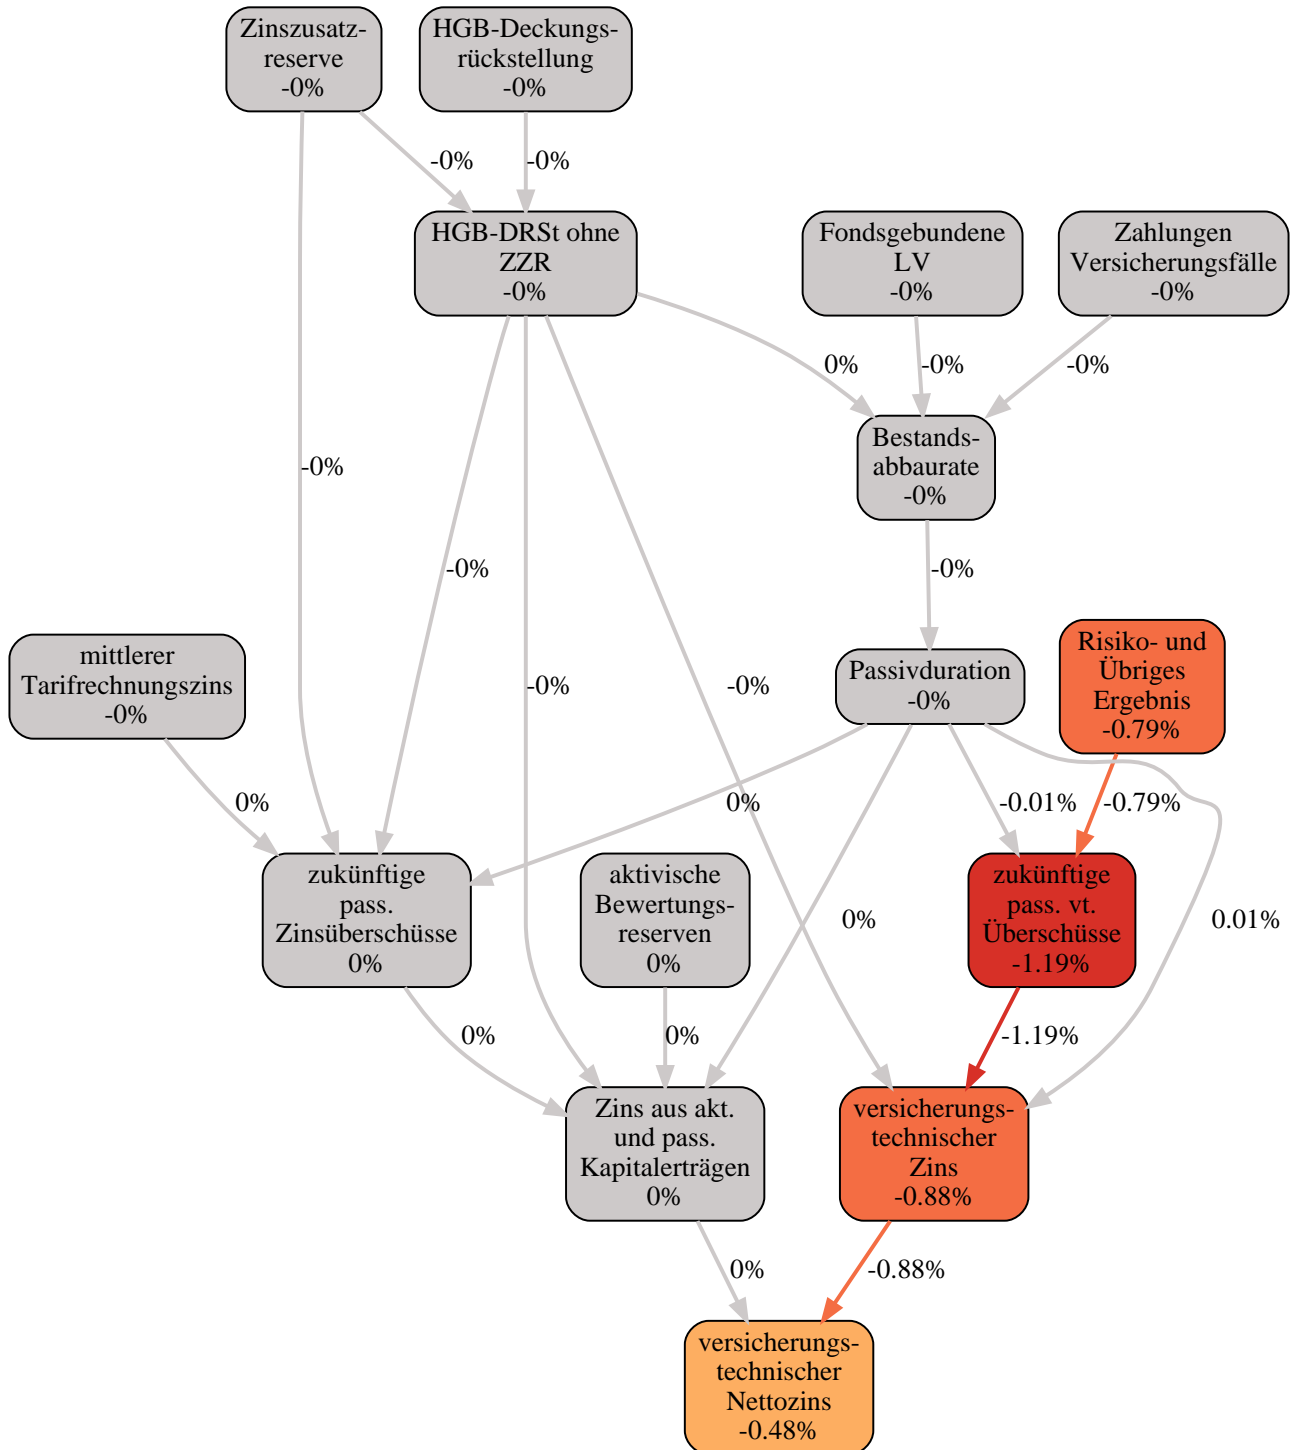 Zinszusatz-
reserve
-0%
HGB-Deckungs-
rückstellung
-0%
-0%
-0%
HGB-DRSt ohne
ZZR
-0%
Fondsgebundene
LV
-0%
Zahlungen
Versicherungsfälle
-0%
0%
-0%
-0%
Bestands-
abbaurate
-0%
-0%
-0%
-0%
mittlerer
Tarifrechnungszins
-0%
-0%
-0%
Passivduration
-0%
Risiko- und
Übriges
Ergebnis
-0.79%
0%
0%
-0.01%
-0.79%
zukünftige
pass.
Zinsüberschüsse
0%
aktivische
Bewertungs-
reserven
0%
0%
zukünftige
pass. vt.
Überschüsse
-1.19%
0.01%
0%
0%
-1.19%
Zins aus akt.
und pass.
Kapitalerträgen
0%
versicherungs-
technischer
Zins
-0.88%
0%
-0.88%
versicherungs-
technischer
Nettozins
-0.48%